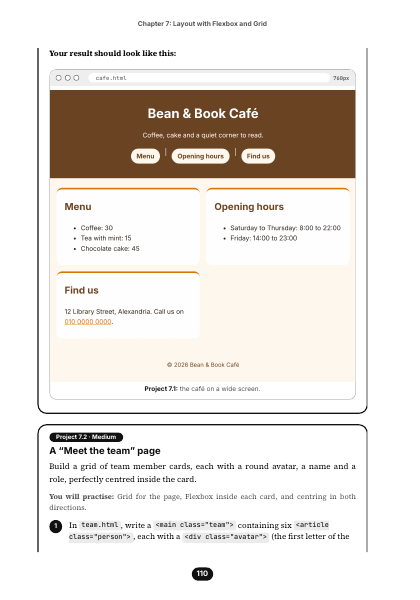 Chapter 7: Layout with Flexbox and Grid
Your result should look like this:
cafe.html
760px
Bean & Book Café
Coffee, cake and a quiet corner to read.
Menu | Opening hours | Find us
Menu
• Coffee: 30
• Tea with mint: 15
• Chocolate cake: 45
Opening hours
• Saturday to Thursday: 8:00 to 22:00
• Friday: 14:00 to 23:00
Find us
12 Library Street, Alexandria. Call us on
010 0000 0000.
© 2026 Bean & Book Café
Project 7.1: the café on a wide screen.
Project 7.2 · Medium
A “Meet the team” page
Build a grid of team member cards, each with a round avatar, a name and a
role, perfectly centred inside the card.
You will practise: Grid for the page, Flexbox inside each card, and centring in both
directions.
1 In team.html, write a <main class="team"> containing six <article
class="person">, each with a <div class="avatar"> (the first letter of the
110